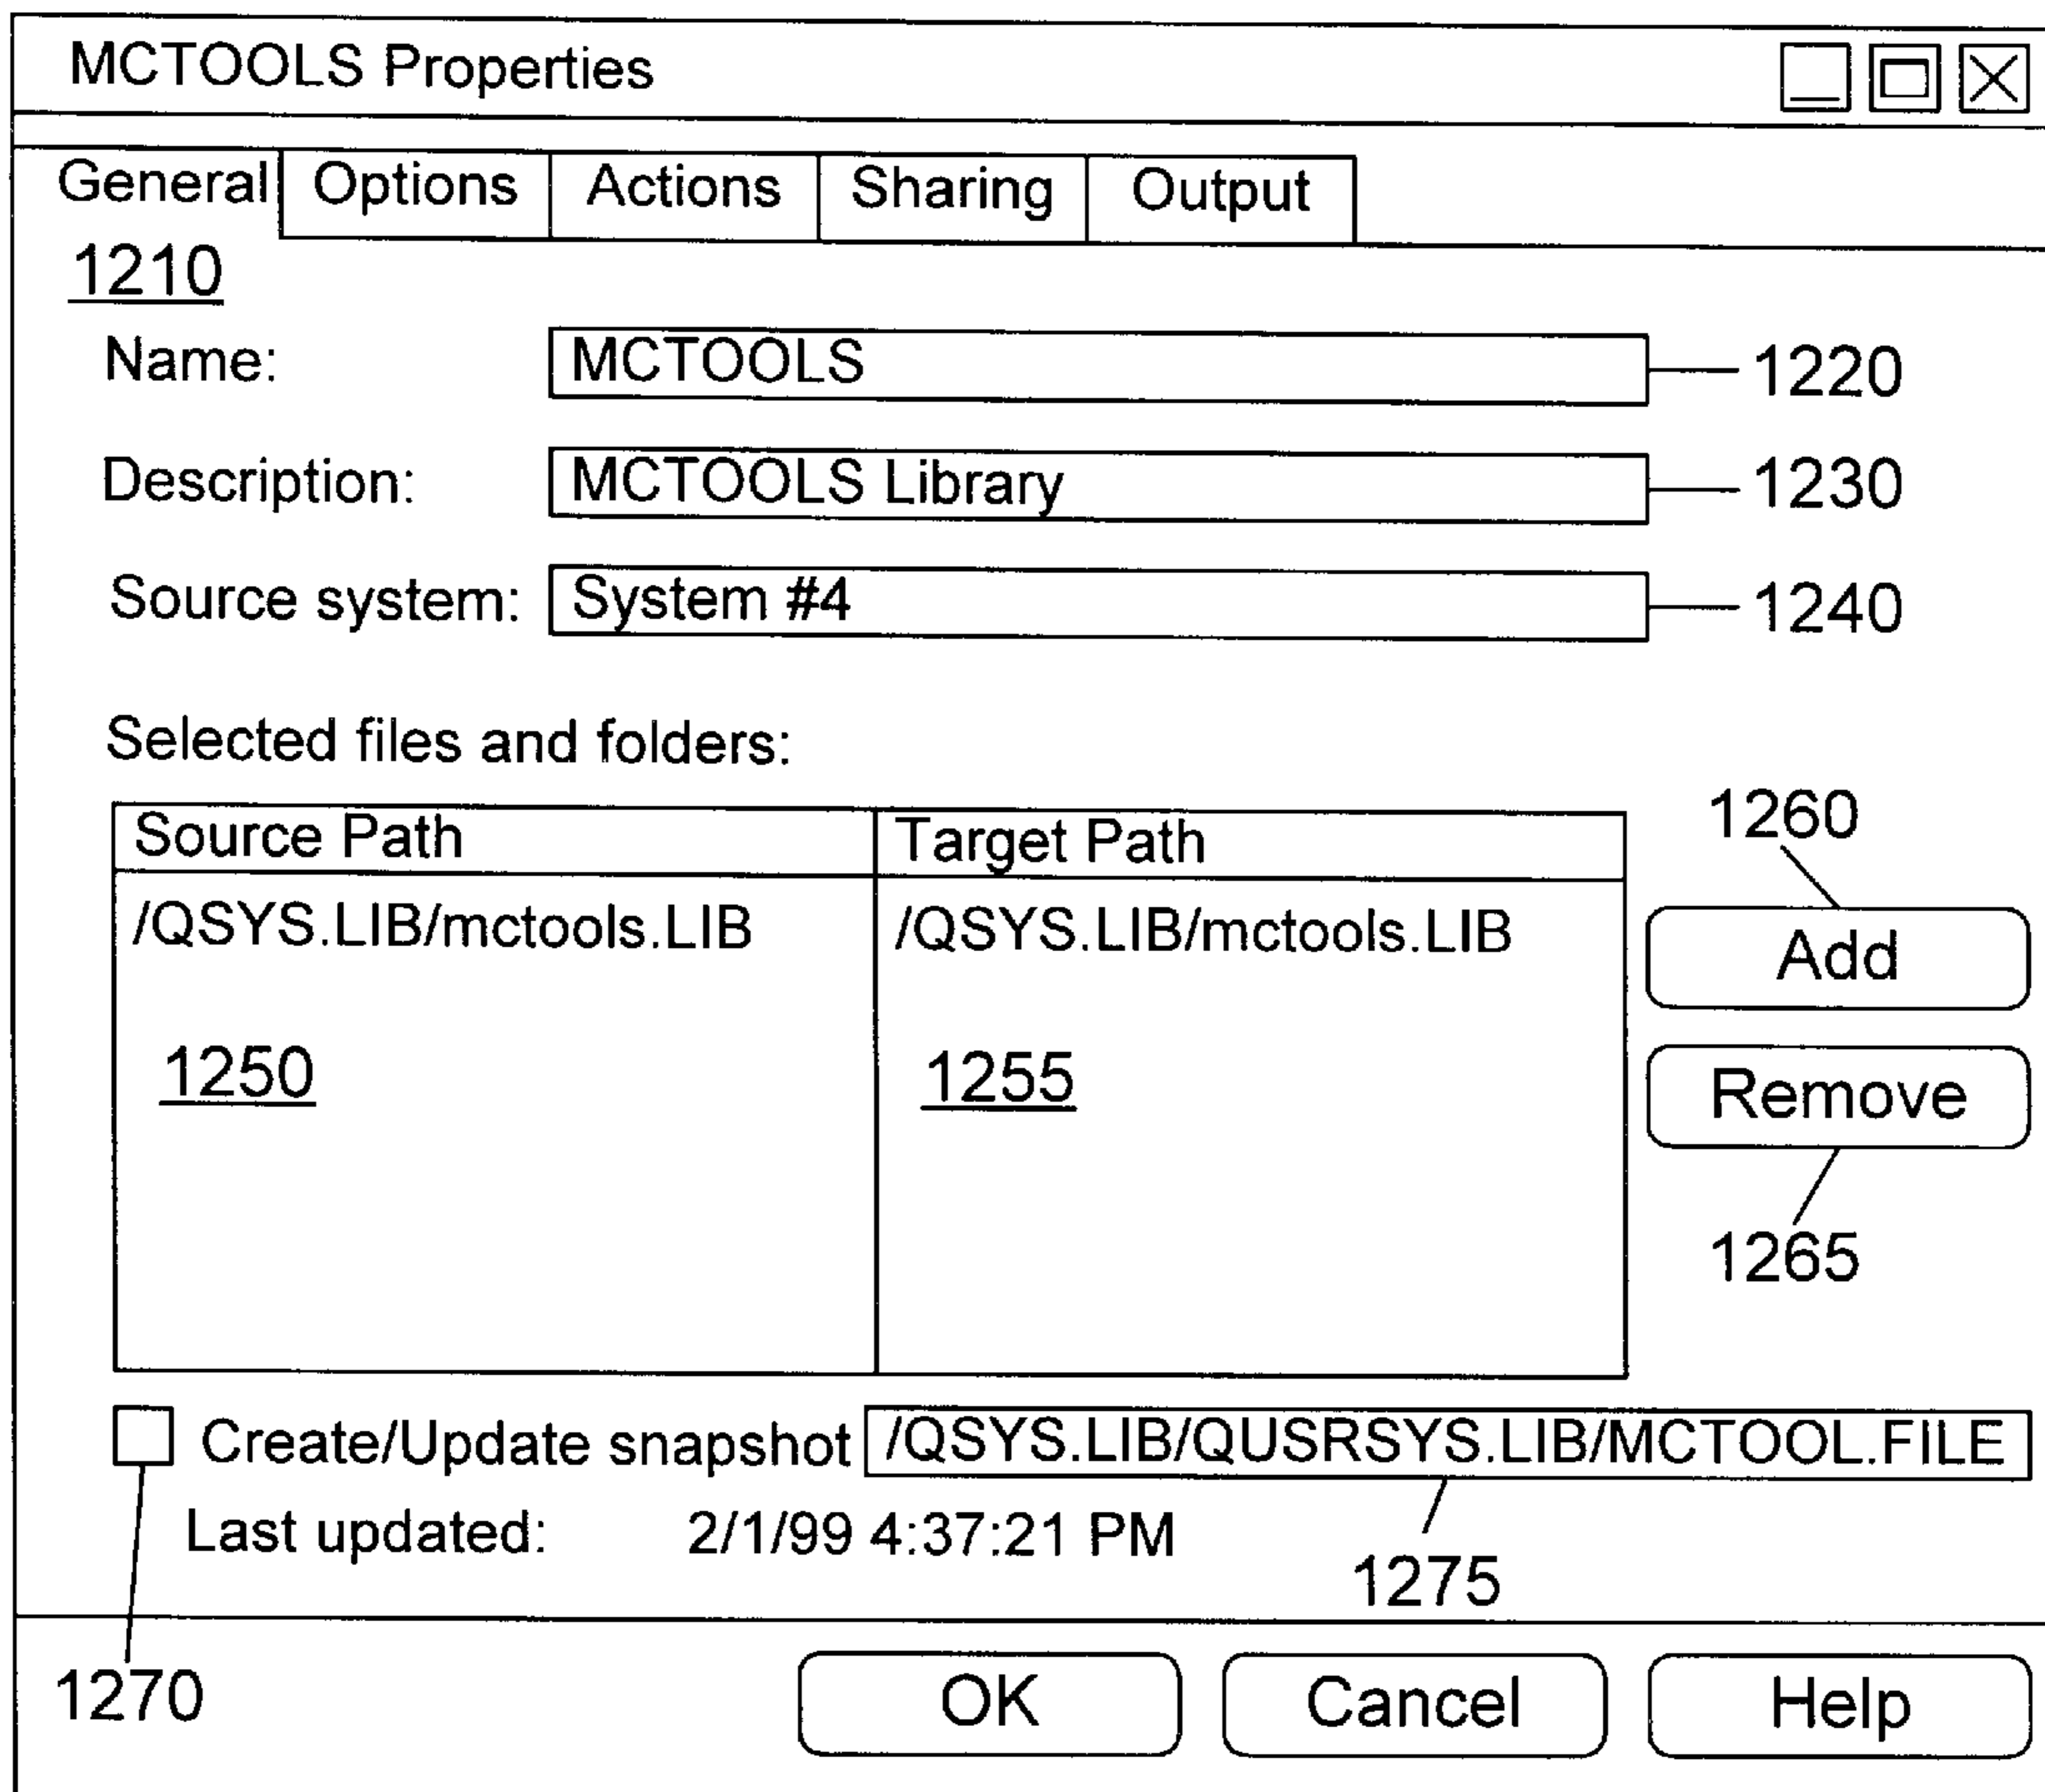 MCTOOLS Properties
General Options Actions Sharing Output
1210
Name: MCTOOLS 1220
Description: MCTOOLS Library 1230
Source system: System #4 1240
Selected files and folders:
1260
Source Path Target Path
/QSYS.LIB/mctools.LIB /QSYS.LIB/mctools.LIB
Add
1250 1255
Remove
1265
Create/Update snapshot /QSYS.LIB/QUSRSYS.LIB/MCTOOL.FILE
Last updated: 2/1/99 4:37:21 PM
1275
1270
OK Cancel Help